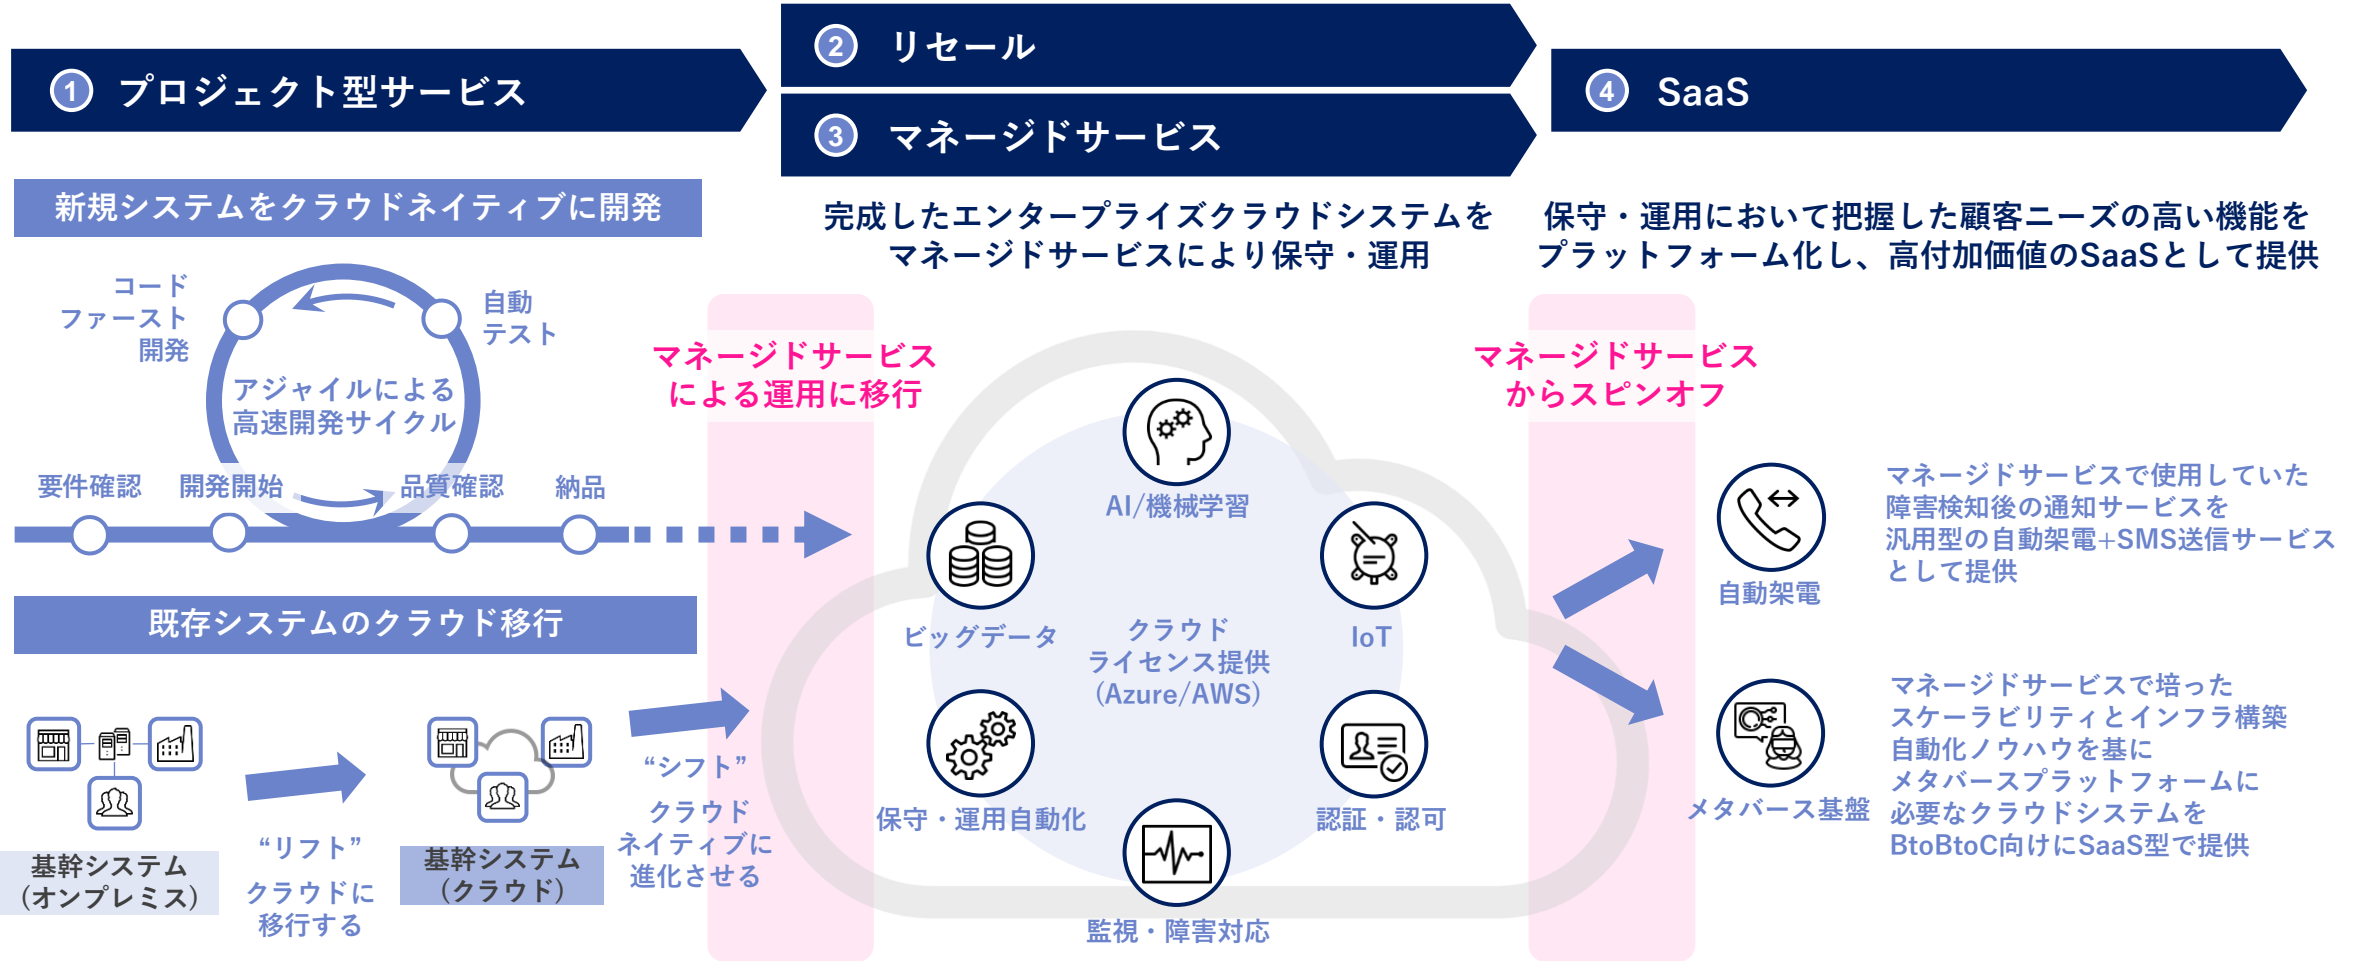 1 プロジェクト型サービス
2 リセール
3 マネージドサービス
4 SaaS
新規システムをクラウドネイティブに開発
コード
ファースト
開発
自動
テスト
アジャイルによる
高速開発サイクル
要件確認
開発開始
品質確認
納品
既存システムのクラウド移行
基幹システム
（オンプレミス）
“リフト”
クラウドに
移行する
基幹システム
（クラウド）
“シフト”
クラウド
ネイティブに
進化させる
マネージドサービス
による運用に移行
完成したエンタープライズクラウドシステムを
マネージドサービスにより保守・運用
AI/機械学習
ビッグデータ
IoT
クラウド
ライセンス提供
(Azure/AWS)
保守・運用自動化
認証・認可
監視・障害対応
マネージドサービス
からスピンオフ
保守・運用において把握した顧客ニーズの高い機能を
プラットフォーム化し、高付加価値のSaaSとして提供
自動架電
マネージドサービスで使用していた
障害検知後の通知サービスを
汎用型の自動架電+SMS送信サービス
として提供
メタバース基盤
マネージドサービスで培った
スケーラビリティとインフラ構築
自動化ノウハウを基に
メタバースプラットフォームに
必要なクラウドシステムを
BtoBtoC向けにSaaS型で提供